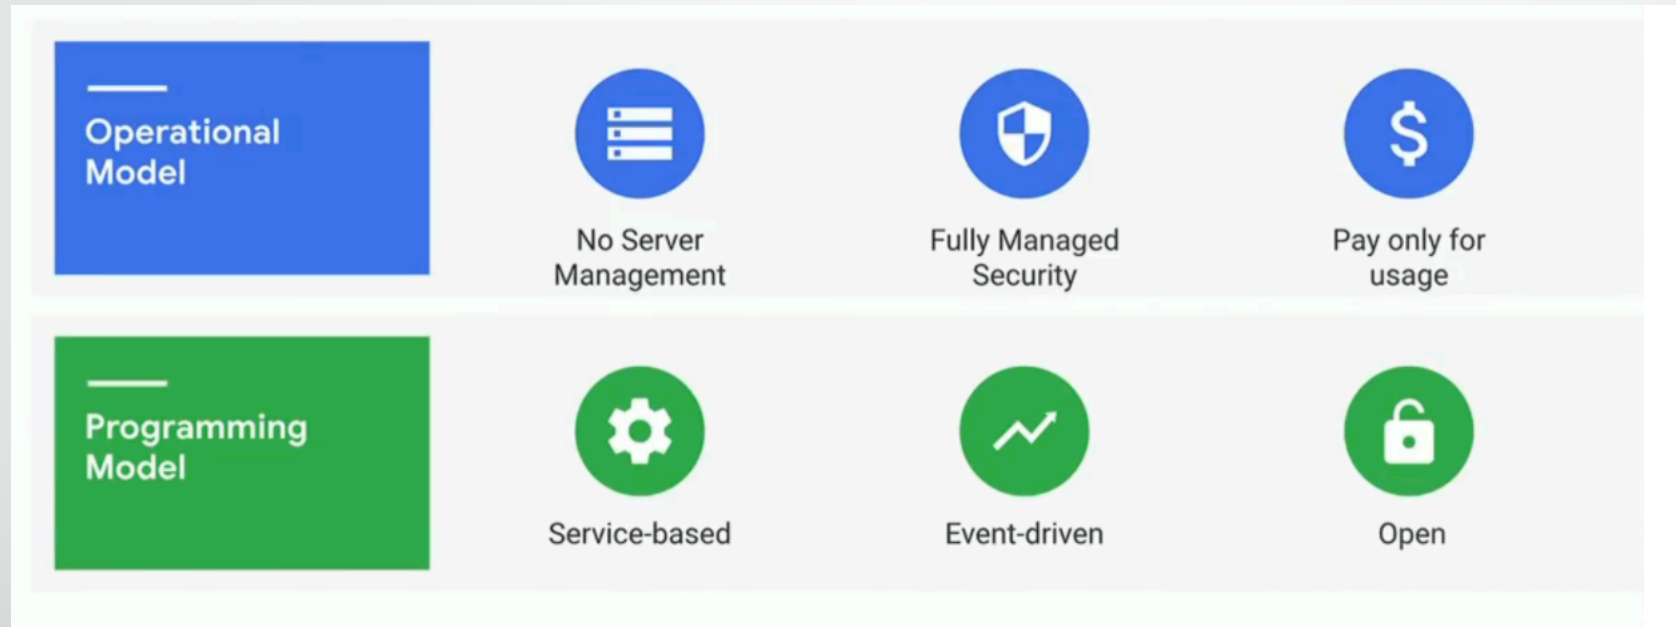 Operational
Model
No Server
Management
Fully Managed
Security
Pay only for
usage
Programming
Model
Service-based
Event-driven
Open